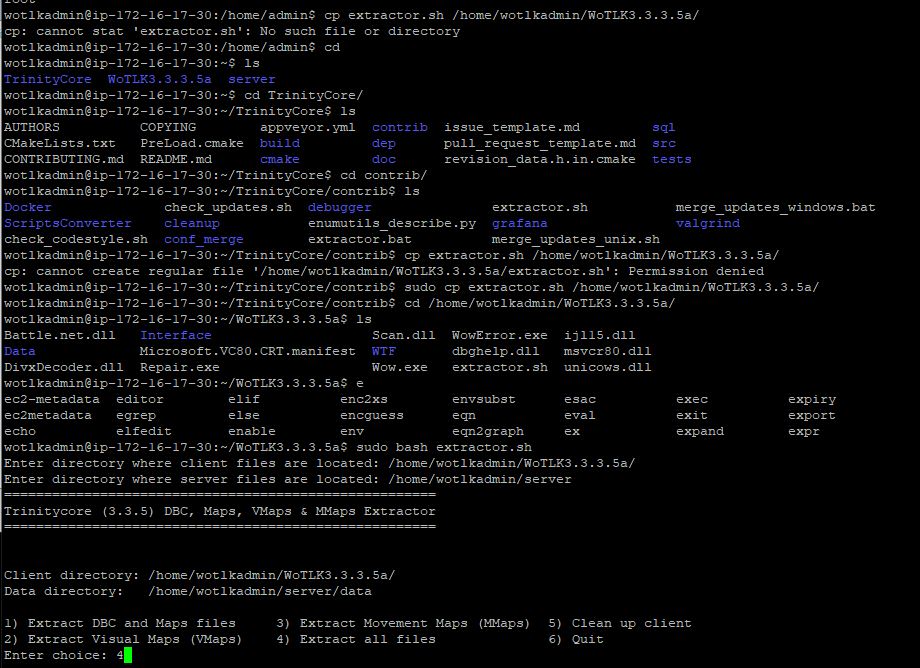 root
wotlkadmin@ip-172-16-17-30:/home/admin$ cp extractor.sh /home/wotlkadmin/WoTLK3.3.3.5a/
cp: cannot stat 'extractor.sh': No such file or directory
wotlkadmin@ip-172-16-17-30:/home/admin$ cd
wotlkadmin@ip-172-16-17-30:~$ ls
TrinityCore  WoTLK3.3.3.5a  server
wotlkadmin@ip-172-16-17-30:~$ cd TrinityCore/
wotlkadmin@ip-172-16-17-30:~/TrinityCore$ ls
AUTHORS          COPYING        appveyor.yml  contrib  issue_template.md         sql
CMakeLists.txt   PreLoad.cmake  build         dep      pull_request_template.md  src
CONTRIBUTING.md  README.md      cmake         doc      revision_data.h.in.cmake  tests
wotlkadmin@ip-172-16-17-30:~/TrinityCore$ cd contrib/
wotlkadmin@ip-172-16-17-30:~/TrinityCore/contrib$ ls
Docker              check_updates.sh  debugger               extractor.sh           merge_updates_windows.bat
ScriptsConverter    cleanup           enumutils_describe.py  grafana                valgrind
check_codestyle.sh  conf_merge        extractor.bat          merge_updates_unix.sh
wotlkadmin@ip-172-16-17-30:~/TrinityCore/contrib$ cp extractor.sh /home/wotlkadmin/WoTLK3.3.3.5a/
cp: cannot create regular file '/home/wotlkadmin/WoTLK3.3.3.5a/extractor.sh': Permission denied
wotlkadmin@ip-172-16-17-30:~/TrinityCore/contrib$ sudo cp extractor.sh /home/wotlkadmin/WoTLK3.3.3.5a/
wotlkadmin@ip-172-16-17-30:~/TrinityCore/contrib$ cd /home/wotlkadmin/WoTLK3.3.3.5a/
wotlkadmin@ip-172-16-17-30:~/WoTLK3.3.3.5a$ ls
Battle.net.dll  Interface                    Scan.dll  WowError.exe  ijl15.dll
Data            Microsoft.VC80.CRT.manifest  WTF       dbghelp.dll   msvcr80.dll
DivxDecoder.dll  Repair.exe                   Wow.exe   extractor.sh  unicows.dll
wotlkadmin@ip-172-16-17-30:~/WoTLK3.3.3.5a$ e
ec2-metadata  editor   elif    enc2xs    envsubst   esac  exec    expiry
ec2metadata   egrep    else    encguess  eqn        eval  exit    export
echo          elfedit  enable  env       eqn2graph  ex    expand  expr
wotlkadmin@ip-172-16-17-30:~/WoTLK3.3.3.5a$ sudo bash extractor.sh
Enter directory where client files are located: /home/wotlkadmin/WoTLK3.3.3.5a/
Enter directory where server files are located: /home/wotlkadmin/server
======================================================
Trinitycore (3.3.5) DBC, Maps, VMaps & MMaps Extractor
======================================================
Client directory: /home/wotlkadmin/WoTLK3.3.3.5a/
Data directory:   /home/wotlkadmin/server/data
1) Extract DBC and Maps files     3) Extract Movement Maps (MMaps)  5) Clean up client
2) Extract Visual Maps (VMaps)    4) Extract all files              6) Quit
Enter choice: 4